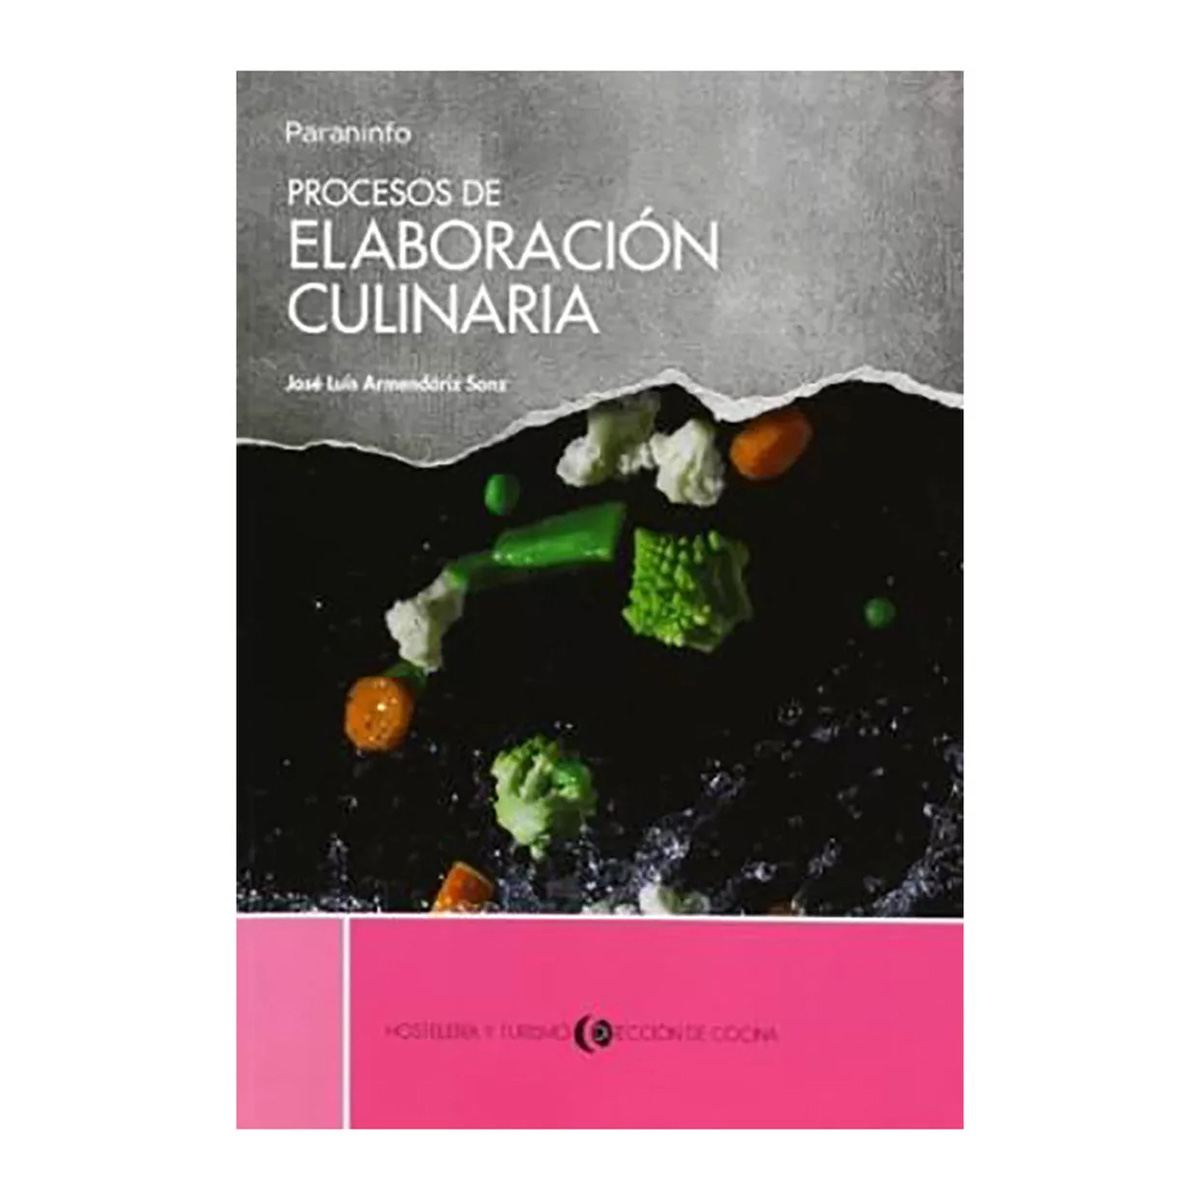 Paraninfo
PROCESOS DE
ELABORACIÓN
CULINARIA
José Luis Armendáriz Sanz
HOSTELERÍA Y TURISMO DIRECCIÓN DE COCINA